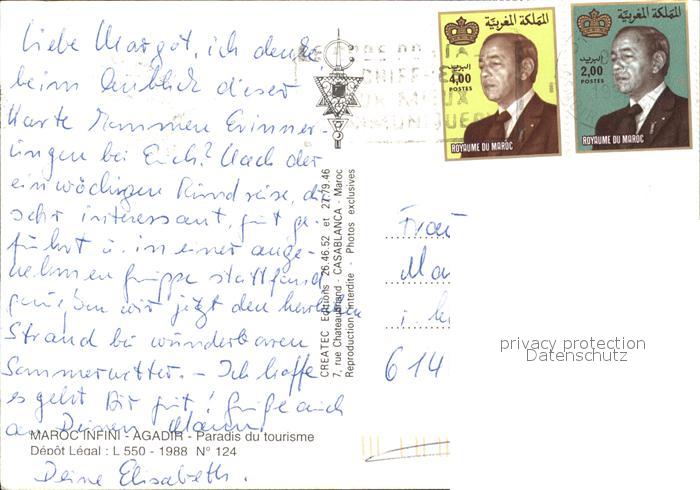 Liebe Margot, ich denke,
beim Anblick dieser
Karte kommen Erinner-
ungen bei Euch? Nach der
einwöchigen Rundreise, die
sehr interessant, gut ge-
führt u. in einer ange-
nehmen Gruppe stattfand
genießen wir jetzt den herrlichen
Strand bei wunderbarem
Sommerwetter. - Ich hoffe
es geht Dir gut! Grüße auch
an Deinen Mann.
Deine Elisabeth.
MAROC INFINI - AGADIR - Paradis du tourisme
Dépôt Légal : L 550 - 1988 N° 124
CREATEC Editions 26.46.52 et 27.79.46
7, rue Chateaubriand - CASABLANCA - Maroc
Reproduction interdite - Photos exclusives
المملكة المغربية
البريد
4,00
POSTES
ROYAUME DU MAROC
المملكة المغربية
البريد
2,00
POSTES
ROYAUME DU MAROC
Frau
Ma
614
privacy protection
Datenschutz